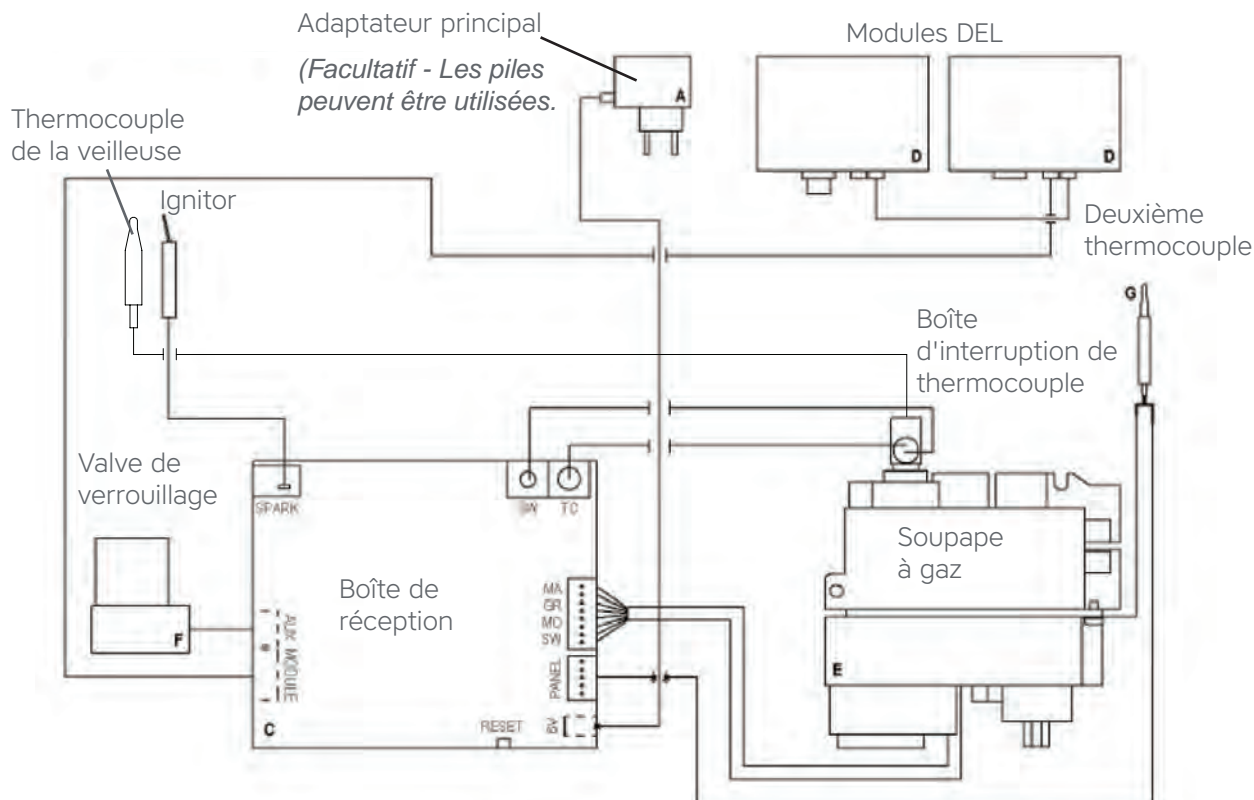 Adaptateur principal
(Facultatif - Les piles
peuvent être utilisées.
A
Modules DEL
D
D
Thermocouple
de la veilleuse
Ignitor
Deuxième
thermocouple
G
Boîte
d'interruption de
thermocouple
Valve de
verrouillage
F
SPARK
SW
TC
Boîte de
réception
MA
GR
MO
SW
PANEL
AUX MODULE
C
RESET
6V
Soupape
à gaz
E